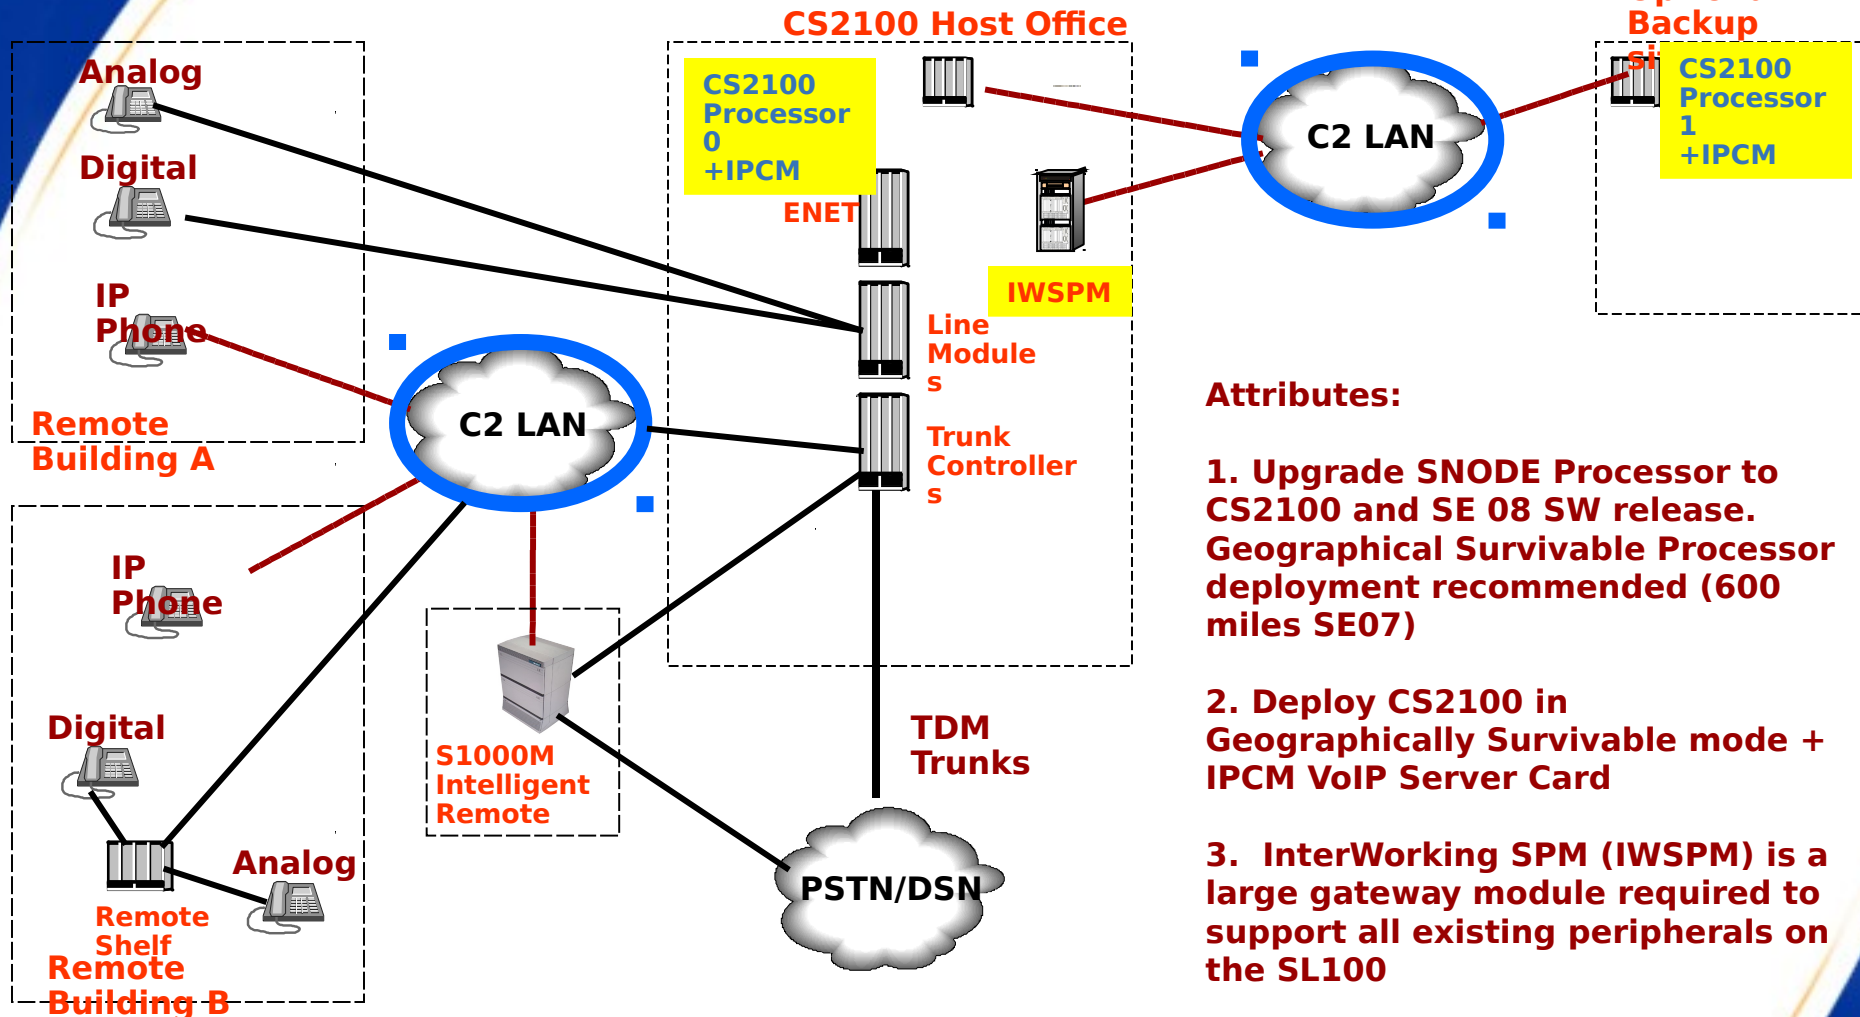 CS2100 Host Office
Backup
Analog
Digital
IP
Phone
Remote
Building A
CS2100
Processor
0
+IPCM
ENET
IWSPM
Line
Module
s
Trunk
Controller
s
C2 LAN
CS2100
Processor
1
+IPCM
C2 LAN
IP
Phone
Digital
Analog
Remote
Shelf
Remote
Building B
S1000M
Intelligent
Remote
TDM
Trunks
PSTN/DSN
Attributes:
1. Upgrade SNODE Processor to
CS2100 and SE 08 SW release.
Geographical Survivable Processor
deployment recommended (600
miles SE07)
2. Deploy CS2100 in
Geographically Survivable mode +
IPCM VoIP Server Card
3.  InterWorking SPM (IWSPM) is a
large gateway module required to
support all existing peripherals on
the SL100